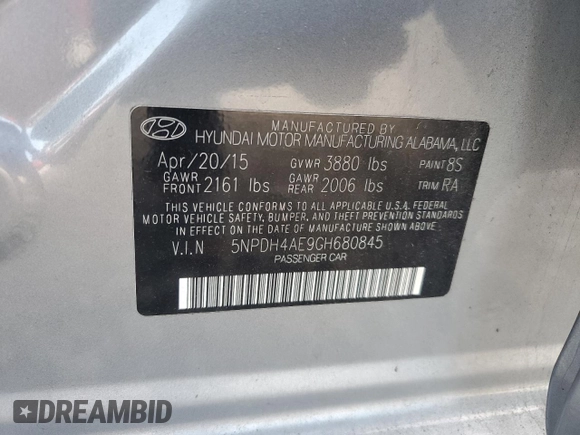 MANUFACTURED BY
HYUNDAI MOTOR MANUFACTURING ALABAMA, LLC
Apr/20/15 GVWR 3880 lbs PAINT 8S
GAWR FRONT 2161 lbs GAWR REAR 2006 lbs TRIM RA
THIS VEHICLE CONFORMS TO ALL APPLICABLE U.S.A. FEDERAL
MOTOR VEHICLE SAFETY, BUMPER, AND THEFT PREVENTION STANDARDS
IN EFFECT ON THE DATE OF MANUFACTURE SHOWN ABOVE.
V.I.N 5NPDH4AE9GH680845
PASSENGER CAR
DREAMBID